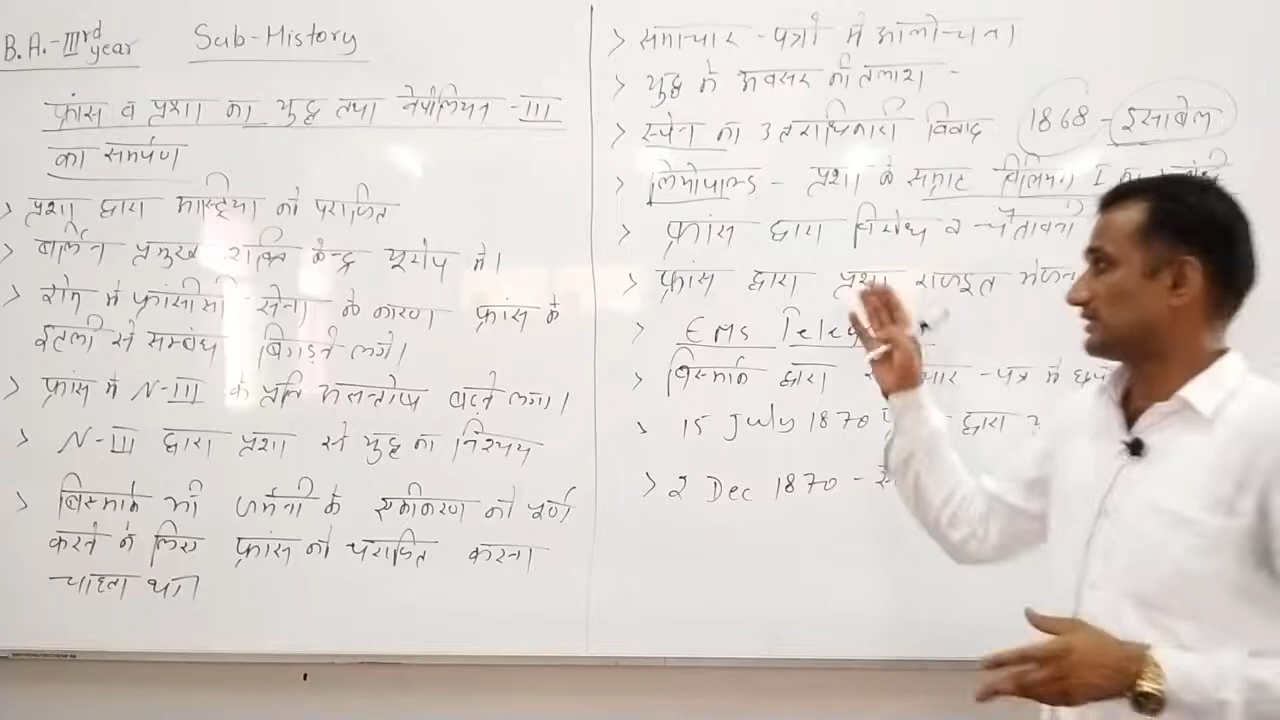 B.A.-IIIrd year
Sub-History
फ्रांस व प्रशा का युद्ध तथा नेपोलियन-III
का समर्पण
> प्रशा द्वारा आस्ट्रिया को पराजित
> बर्लिन प्रमुख शक्ति केन्द्र यूरोप में।
> रोम में फ्रांसीसी सेना के कारण फ्रांस के
इटली से सम्बंध बिगड़ने लगे।
> फ्रांस में N-III के प्रति असन्तोष बढ़ने लगा।
> N-III द्वारा प्रशा से युद्ध का निश्चय
> बिस्मार्क भी जर्मनी के एकीकरण को पूर्ण
करने के लिए फ्रांस को पराजित करना
चाहता था।
> समाचार-पत्रों में आलोचना
> युद्ध के अवसर की तलाश -
> स्पेन का उत्तराधिकारी विवाद 1868-इसाबेल
> लियोपाल्ड - प्रशा के सम्राट विलियम I का
> फ्रांस द्वारा विरोध व चेतावनी
> फ्रांस द्वारा प्रशा राजदूत भेजना
> EMS
> बिस्मार्क द्वारा पत्र में
> 15 July 1870 द्वारा
> 2 Dec 1870 -